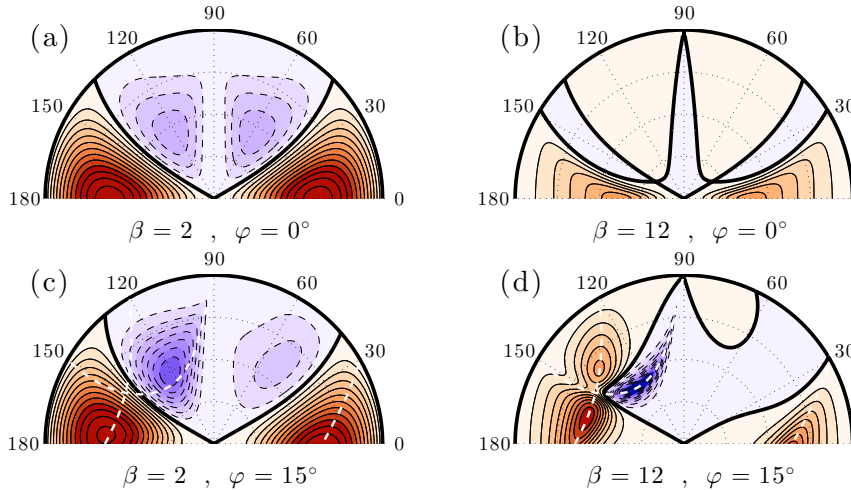 (a) 90 (b) 90
120 60 120 60
150 30 150 30
180 0 180
β = 2 , φ = 0° β = 12 , φ = 0°
(c) 90 (d) 90
120 60 120 60
150 30 150 30
180 0 180
β = 2 , φ = 15° β = 12 , φ = 15°